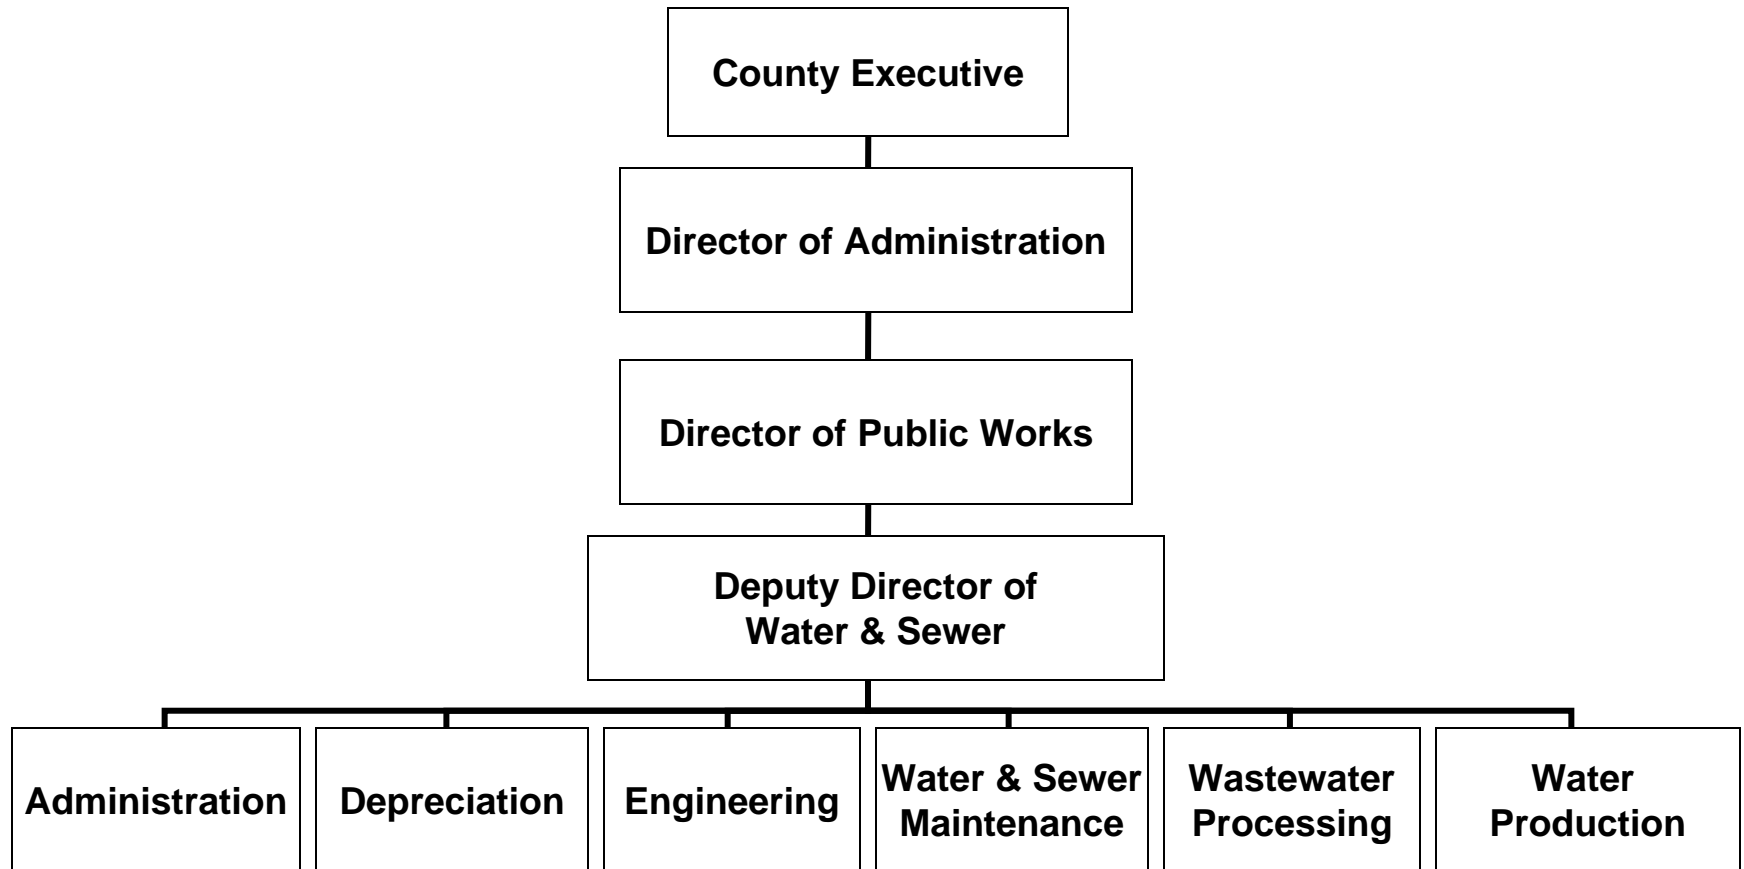 County Executive
Director of Administration
Director of Public Works
Deputy Director of
Water & Sewer
Administration
Depreciation
Engineering
Water & Sewer
Maintenance
Wastewater
Processing
Water
Production